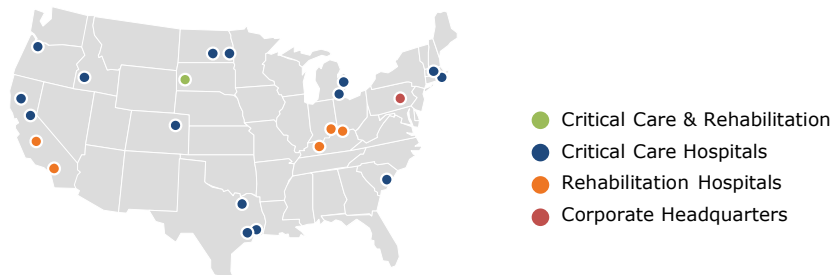 Critical Care & Rehabilitation
Critical Care Hospitals
Rehabilitation Hospitals
Corporate Headquarters